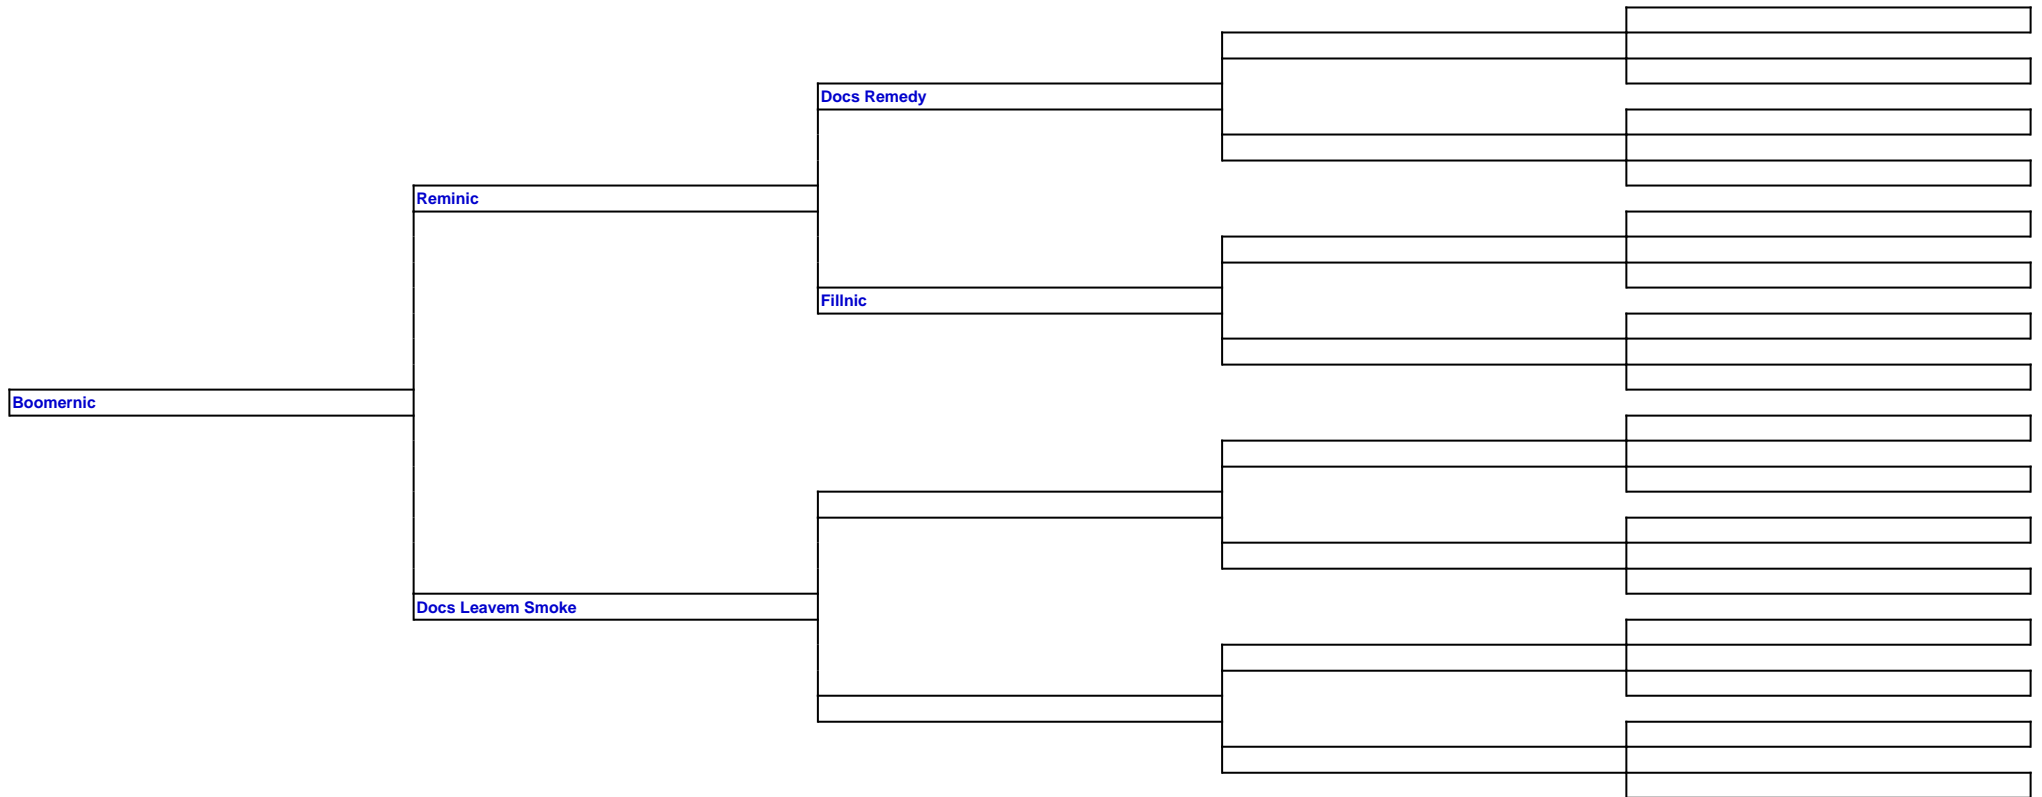 Docs Remedy
Reminic
Fillnic
Boomernic
Docs Leavem Smoke